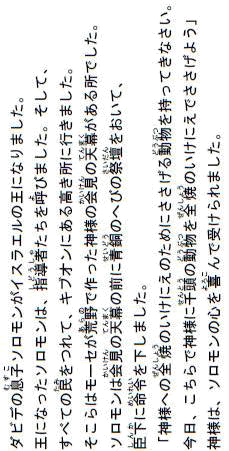 ダビデの息子ソロモンがイスラエルの王になりました。
王になったソロモンは、指導者たちを呼びました。そして、
すべての民をつれて、ギブオンにある高き所に行きました。
そこらはモーセが荒野で作った神様の会見の天幕がある所でした。
ソロモンは会見の天幕の前に青銅のへびの祭壇をおいて、
臣下に命令を下しました。
「神様への全焼のいけにえのためにささげる動物を持ってきなさい。
今日、こちらで神様に千頭の動物を全焼のいけにえでささげよう」
神様は、ソロモンの心を喜んで受けられました。